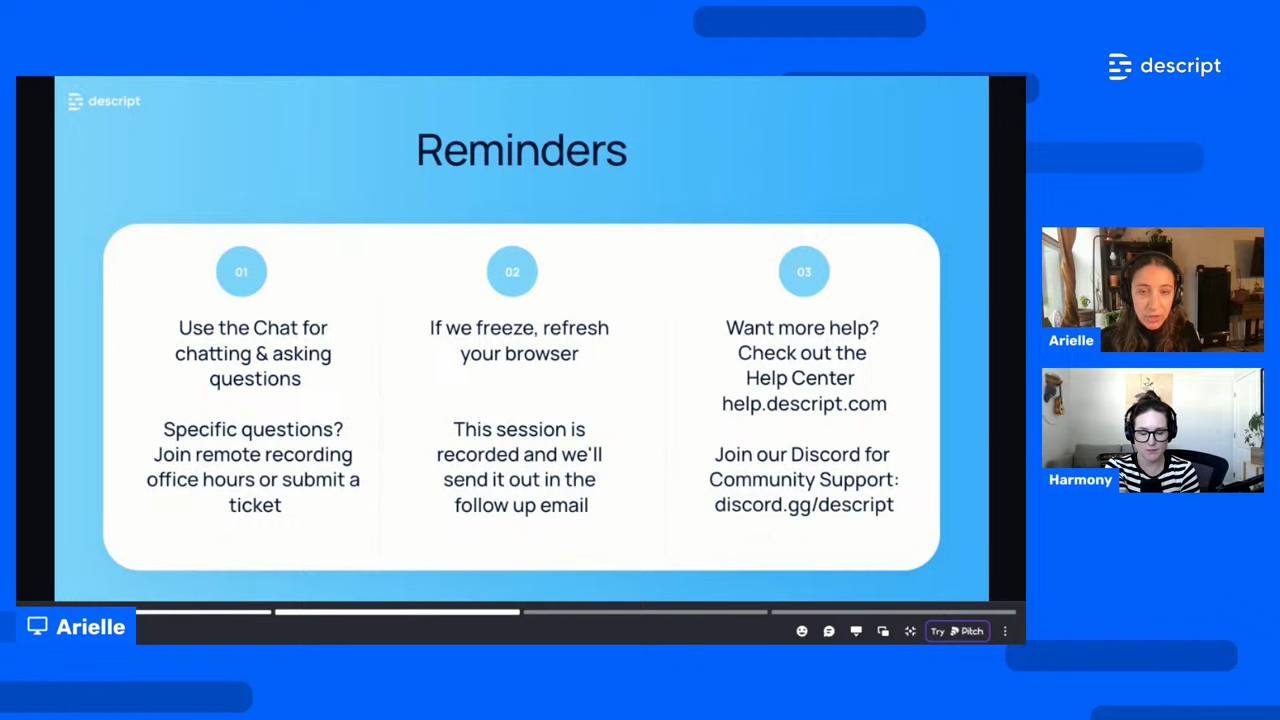 descript
descript
Reminders
01
Use the Chat for
chatting & asking
questions
Specific questions?
Join remote recording
office hours or submit a
ticket
02
If we freeze, refresh
your browser
This session is
recorded and we'll
send it out in the
follow up email
03
Want more help?
Check out the
Help Center
help.descript.com
Join our Discord for
Community Support:
discord.gg/descript
Arielle
Harmony
Arielle
Try Pitch